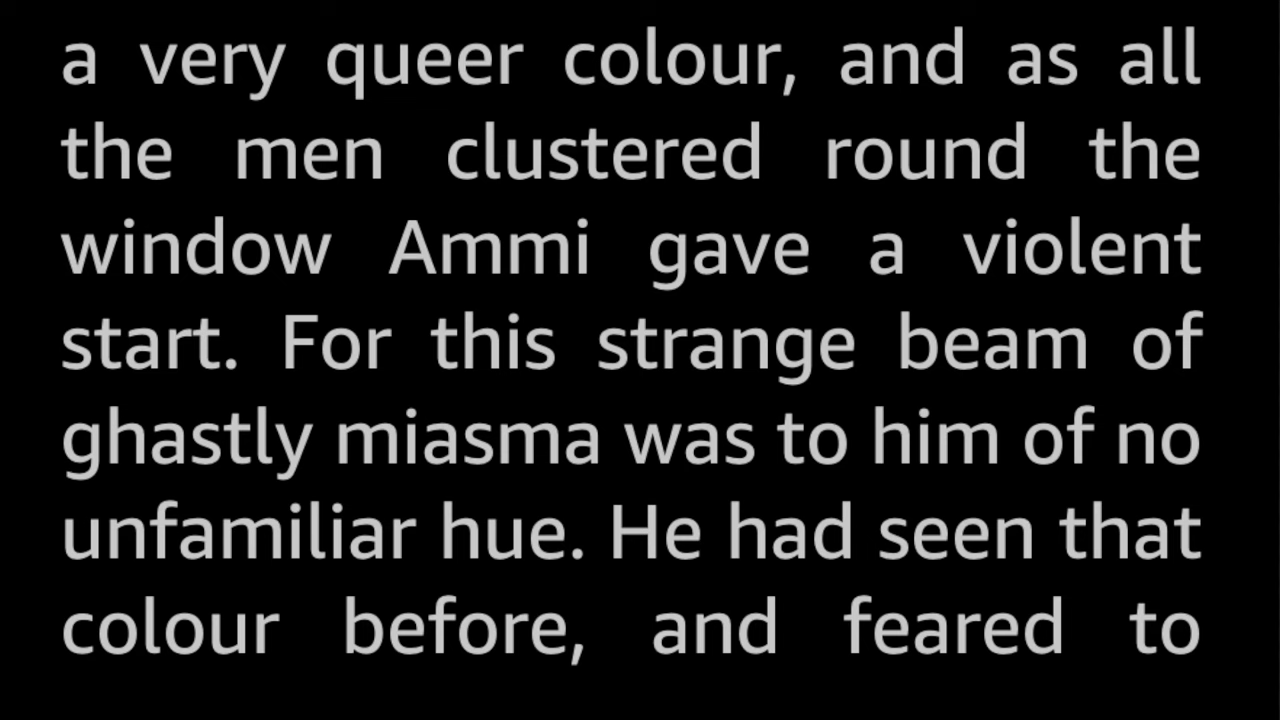 a very queer colour, and as all
the men clustered round the
window Ammi gave a violent
start. For this strange beam of
ghastly miasma was to him of no
unfamiliar hue. He had seen that
colour before, and feared to